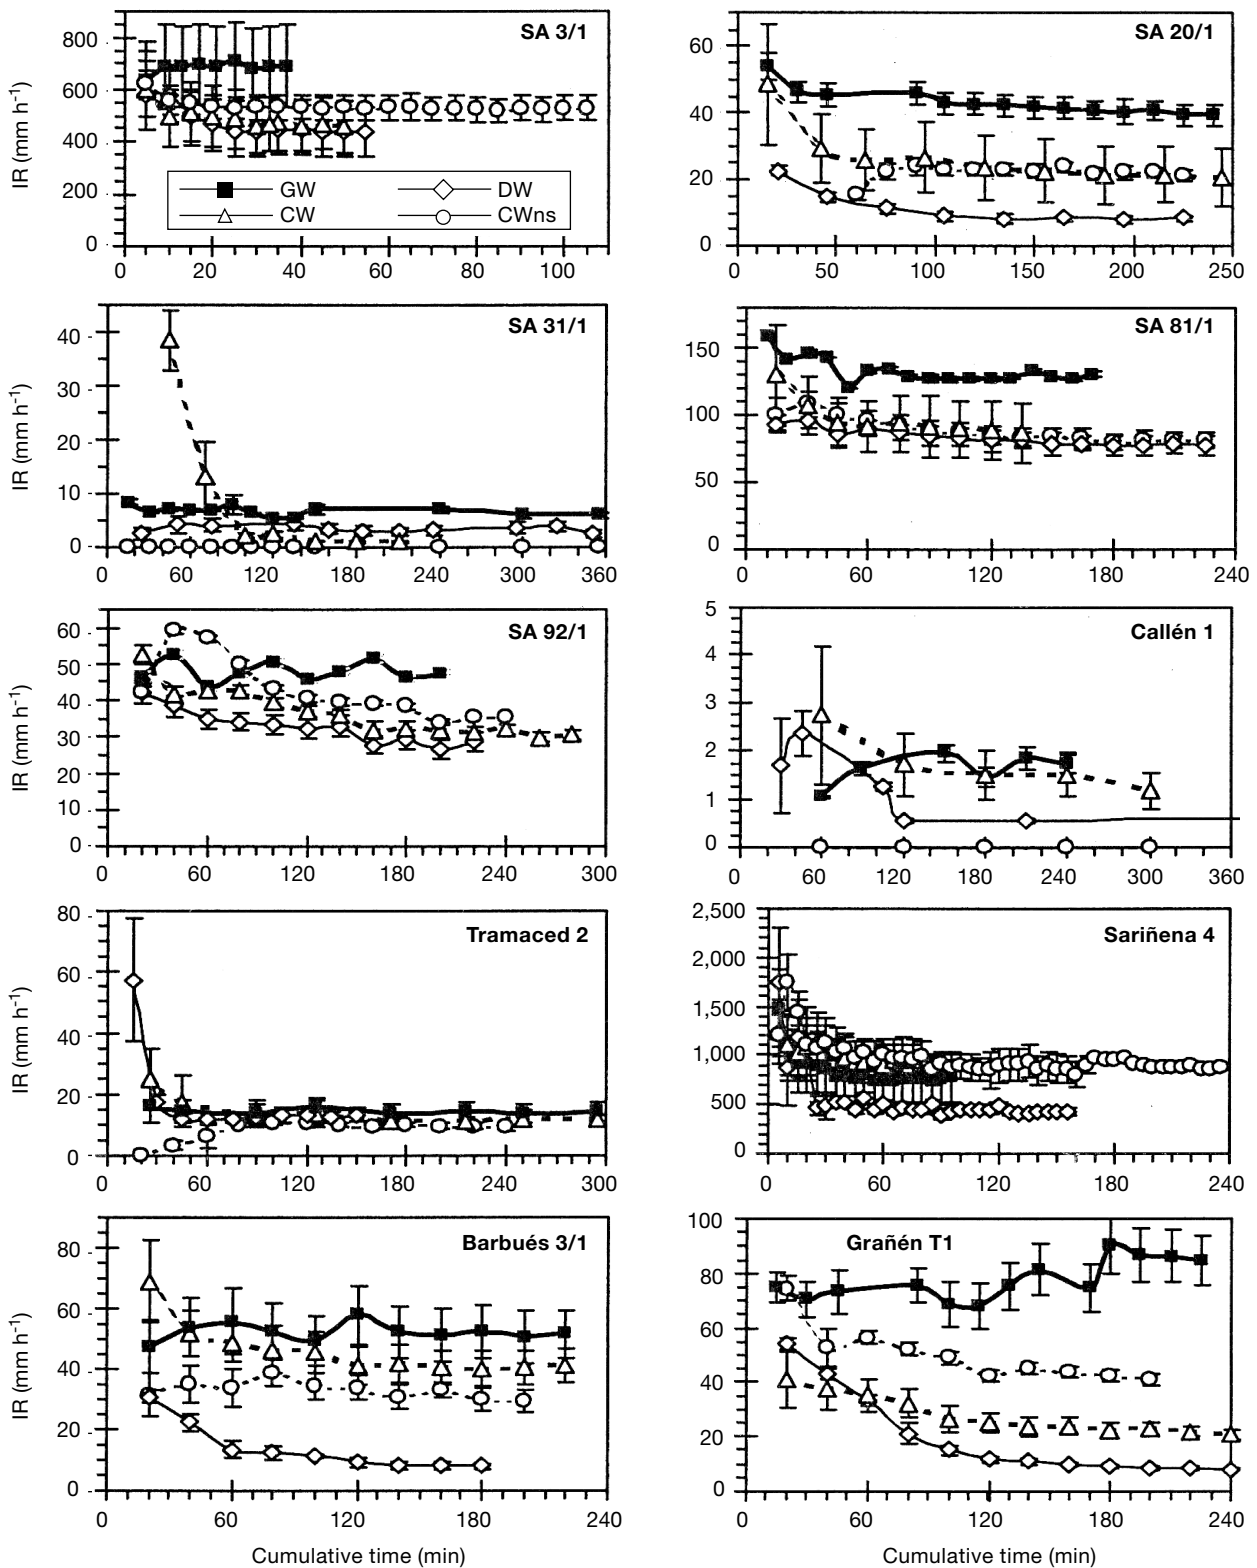 SA 3/1
IR (mm h⁻¹)
800
600
400
200
0
GW DW
CW CWns
0 20 40 60 80 100
SA 20/1
60
40
20
0
0 50 100 150 200 250
SA 31/1
IR (mm h⁻¹)
40
30
20
10
0
0 60 120 180 240 300 360
SA 81/1
150
100
50
0
0 60 120 180 240
SA 92/1
IR (mm h⁻¹)
60
50
40
30
20
10
0
0 60 120 180 240 300
Callén 1
5
4
3
2
1
0
0 60 120 180 240 300 360
Tramaced 2
IR (mm h⁻¹)
80
60
40
20
0
0 60 120 180 240 300
Sariñena 4
2,500
2,000
1,500
1,000
500
0
0 60 120 180 240
Barbués 3/1
IR (mm h⁻¹)
80
60
40
20
0
0 60 120 180 240
Cumulative time (min)
Grañén T1
100
80
60
40
20
0
0 60 120 180 240
Cumulative time (min)